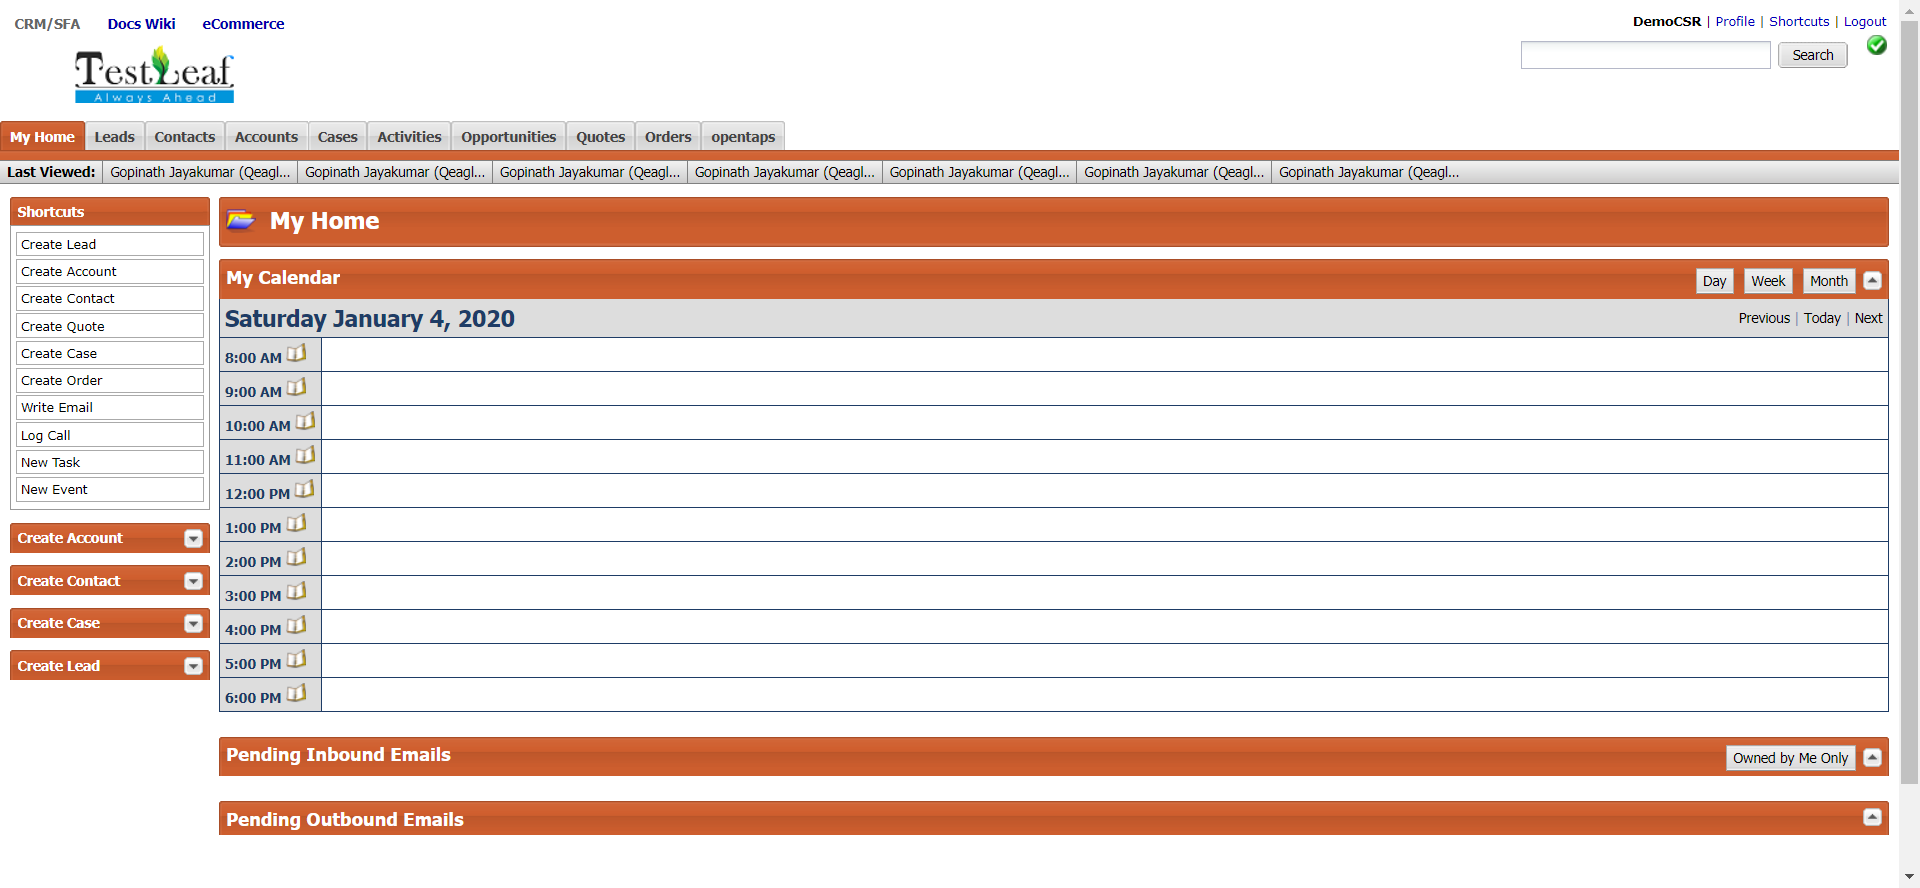 CRM/SFA Docs Wiki eCommerce
DemoCSR | Profile | Shortcuts | Logout
Search
TestLeaf
Always Ahead
My Home Leads Contacts Accounts Cases Activities Opportunities Quotes Orders opentaps
Last Viewed: Gopinath Jayakumar (Qeagl... Gopinath Jayakumar (Qeagl... Gopinath Jayakumar (Qeagl... Gopinath Jayakumar (Qeagl... Gopinath Jayakumar (Qeagl... Gopinath Jayakumar (Qeagl... Gopinath Jayakumar (Qeagl...
Shortcuts
Create Lead
Create Account
Create Contact
Create Quote
Create Case
Create Order
Write Email
Log Call
New Task
New Event
Create Account
Create Contact
Create Case
Create Lead
My Home
My Calendar
Day Week Month
Saturday January 4, 2020
Previous | Today | Next
8:00 AM
9:00 AM
10:00 AM
11:00 AM
12:00 PM
1:00 PM
2:00 PM
3:00 PM
4:00 PM
5:00 PM
6:00 PM
Pending Inbound Emails
Owned by Me Only
Pending Outbound Emails